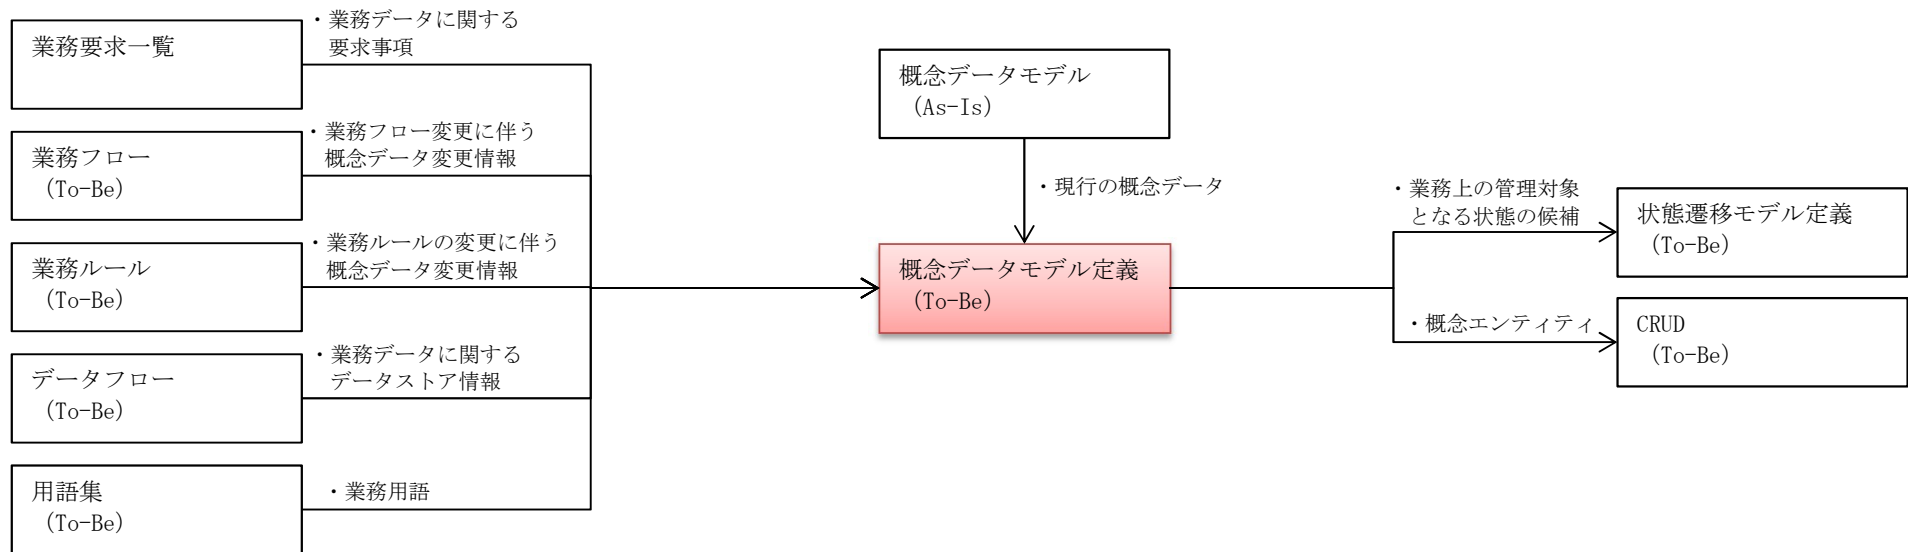 業務要求一覧
・業務データに関する
要求事項
業務フロー
(To-Be)
・業務フロー変更に伴う
概念データ変更情報
業務ルール
(To-Be)
・業務ルールの変更に伴う
概念データ変更情報
データフロー
(To-Be)
・業務データに関する
データストア情報
用語集
(To-Be)
・業務用語
概念データモデル
(As-Is)
・現行の概念データ
概念データモデル定義
(To-Be)
・業務上の管理対象
となる状態の候補
状態遷移モデル定義
(To-Be)
・概念エンティティ
CRUD
(To-Be)